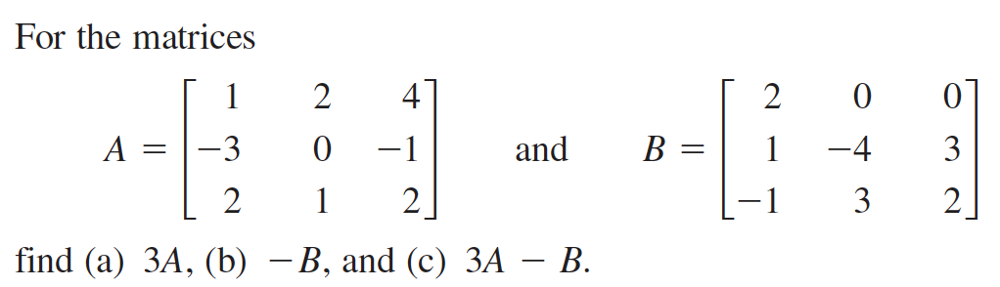 For the matrices
A = [1 2 4
−3 0 −1
2 1 2] and B = [2 0 0
1 −4 3
−1 3 2]
find (a) 3A, (b) −B, and (c) 3A − B.